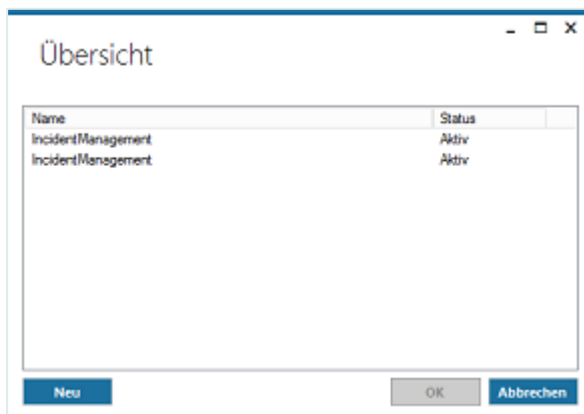 Übersicht
Name Status
IncidentManagement Aktiv
IncidentManagement Aktiv
Neu OK Abbrechen